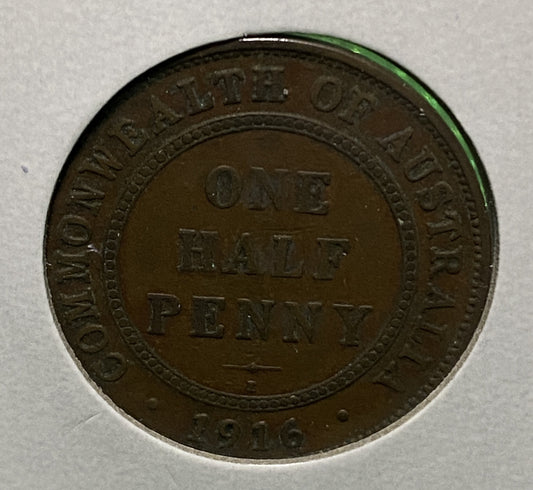 COMMONWEALTH OF AUSTRALIA
ONE
HALF
PENNY
I
· 1916 ·